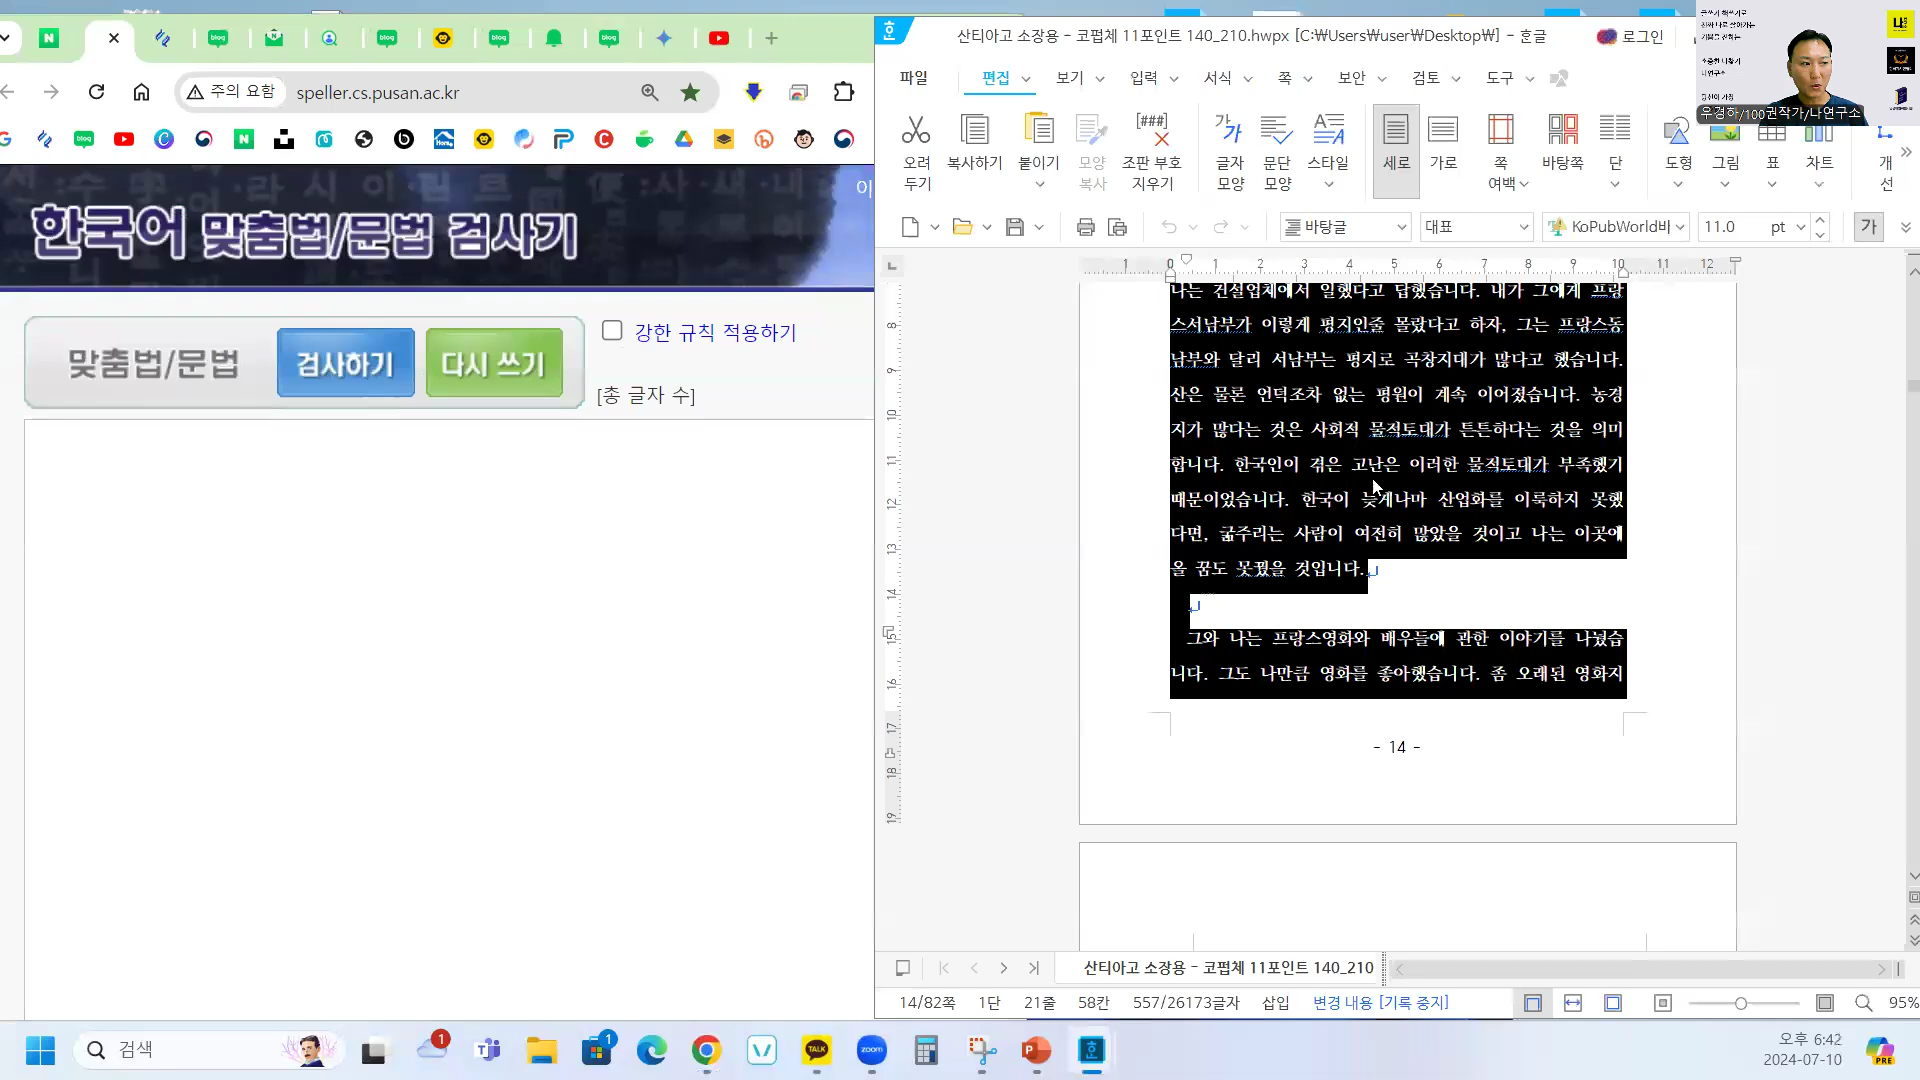 주의 요함
speller.cs.pusan.ac.kr
한국어 맞춤법/문법 검사기
이
맞춤법/문법
검사하기
다시 쓰기
강한 규칙 적용하기
[총 글자 수]
산티아고 소장용 - 코펍체 11포인트 140_210.hwpx [C:₩Users₩user₩Desktop₩] - 훈글
로그인
파일
편집
보기
입력
서식
쪽
보안
검토
도구
오려
두기
복사하기
붙이기
모양
복사
조판 부호
지우기
글자
모양
문단
모양
스타일
세로
가로
쪽
여백
바탕쪽
단
도형
그림
표
차트
개
선
바탕글
대표
KoPubWorld바
11.0
pt
가
나는 건설업체에서 일했다고 답했습니다. 내가 그에게 프랑
스서남부가 이렇게 평지인줄 몰랐다고 하자, 그는 프랑스동
남부와 달리 서남부는 평지로 곡창지대가 많다고 했습니다.
산은 물론 언덕조차 없는 평원이 계속 이어졌습니다. 농경
지가 많다는 것은 사회적 물적토대가 튼튼하다는 것을 의미
합니다. 한국인이 겪은 고난은 이러한 물적토대가 부족했기
때문이었습니다. 한국이 늦게나마 산업화를 이룩하지 못했
다면, 굶주리는 사람이 여전히 많았을 것이고 나는 이곳에
올 꿈도 못꿨을 것입니다.
그와 나는 프랑스영화와 배우들에 관한 이야기를 나눴습
니다. 그도 나만큼 영화를 좋아했습니다. 좀 오래된 영화지
- 14 -
산티아고 소장용 - 코펍체 11포인트 140_210
14/82쪽
1단
21줄
58칸
557/26173글자
삽입
변경 내용 [기록 중지]
95%
검색
오후 6:42
2024-07-10
우경하/100권작가/나연구소